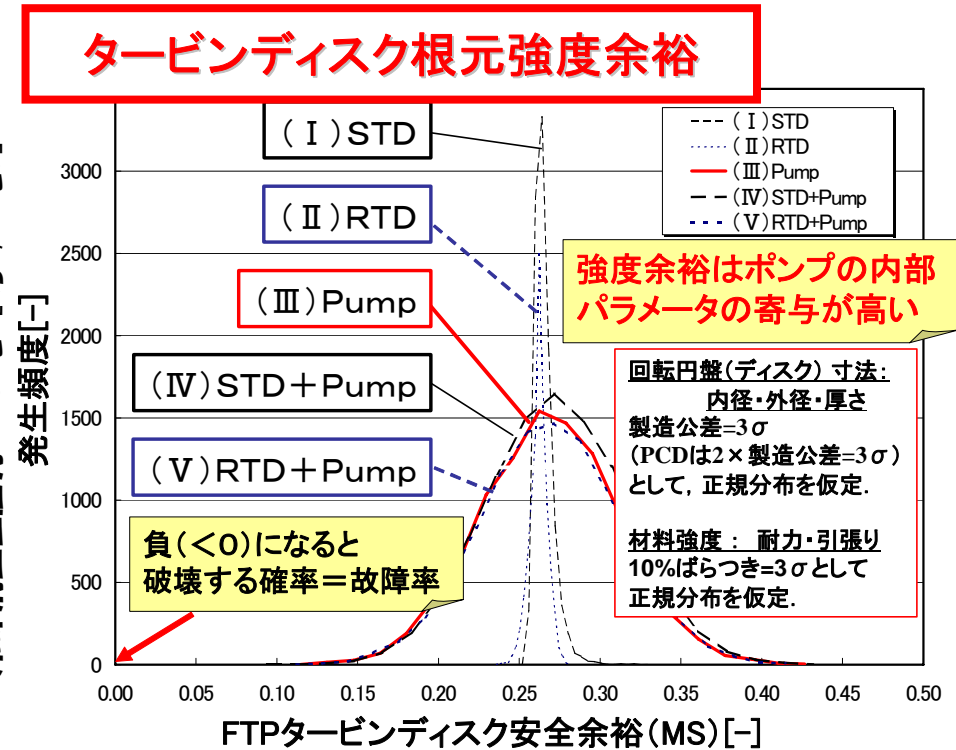 タービンディスク根元強度余裕
(Ⅰ)STD
(Ⅱ)RTD
(Ⅲ)Pump
(Ⅳ)STD＋Pump
(Ⅴ)RTD＋Pump
(Ⅰ)STD
(Ⅱ)RTD
(Ⅲ)Pump
(Ⅳ)STD+Pump
(Ⅴ)RTD+Pump
強度余裕はポンプの内部
パラメータの寄与が高い
回転円盤(ディスク) 寸法:
内径・外径・厚さ
製造公差=3σ
(PCDは2×製造公差=3σ)
として, 正規分布を仮定.
材料強度 : 耐力・引張り
10%ばらつき=3σとして
正規分布を仮定.
負(<0)になると
破壊する確率＝故障率
発生頻度[-]
3000
2500
2000
1500
1000
500
0
0.00 0.05 0.10 0.15 0.20 0.25 0.30 0.35 0.40 0.45 0.50
FTPタービンディスク安全余裕(MS)[-]